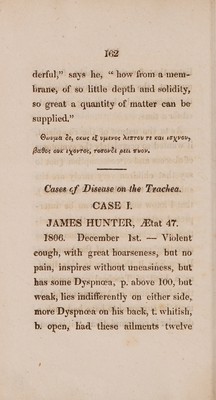 162
derful,” says he, “ how from a mem-
brane, of so little depth and solidity,
so great a quantity of matter can be
supplied.”
Θωυμα δε, οκως εξ υμενος λεπτου τε και ισχνου,
βαθος ουκ εχοντος, τοσονδε ρεει πυον.
Cases of Disease on the Trachea.
CASE I.
JAMES HUNTER, Ætat 47.
1806. December 1st. — Violent
cough, with great hoarseness, but no
pain, inspires without uneasiness, but
has some Dyspnœa, p. above 100, but
weak, lies indifferently on either side,
more Dyspnœa on his back, t. whitish,
b. open, had these ailments twelve